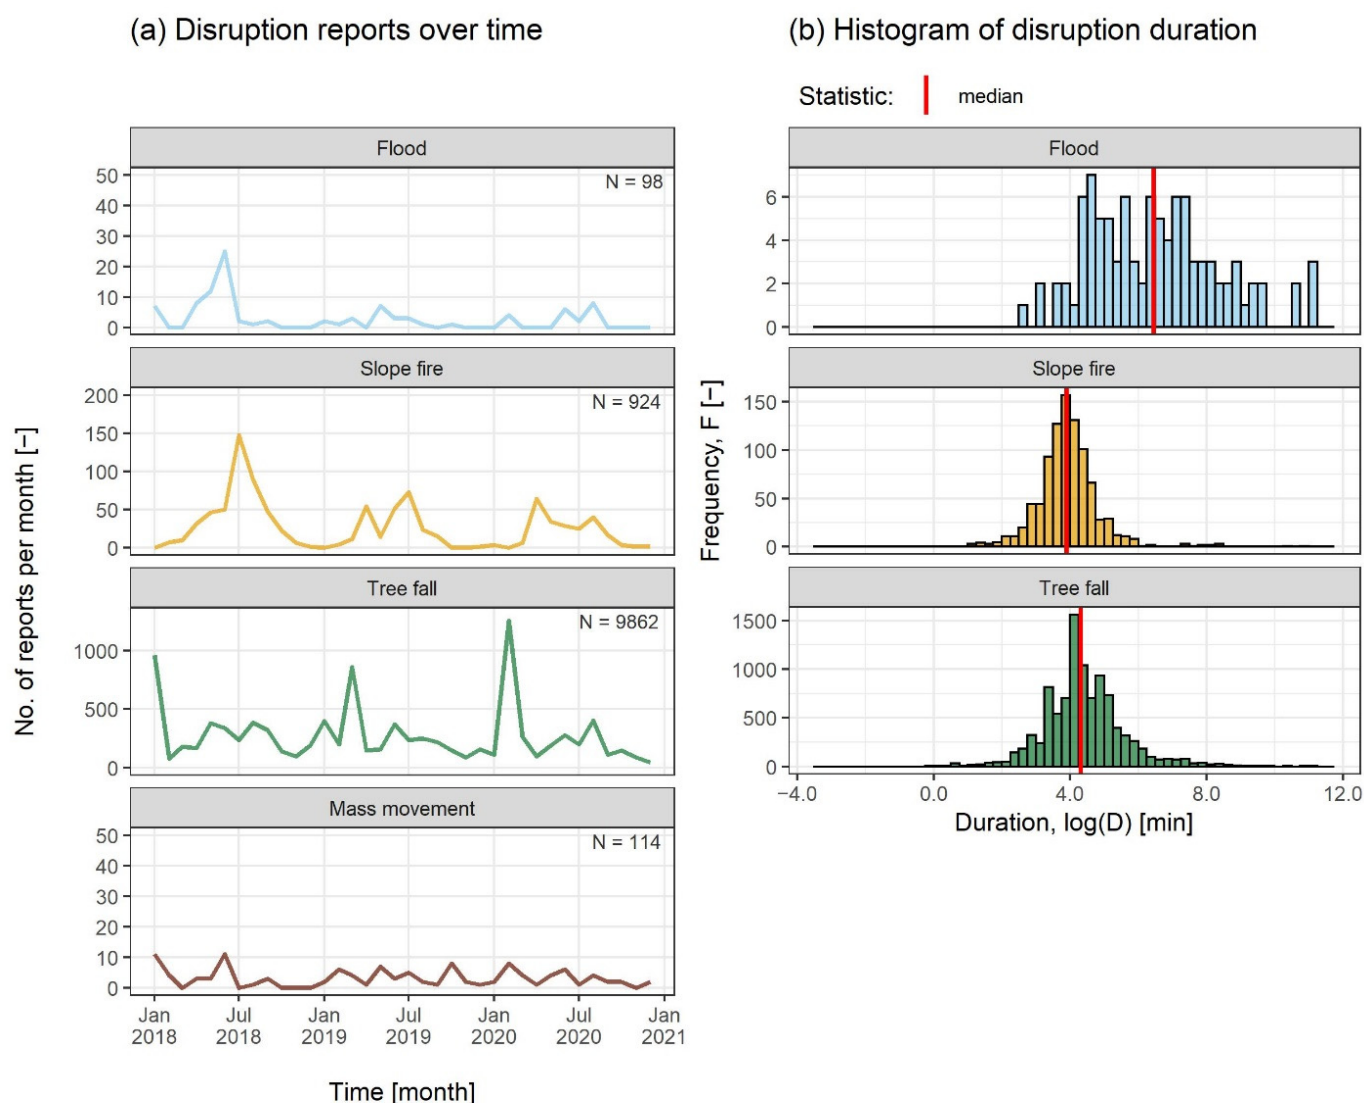 (a) Disruption reports over time
(b) Histogram of disruption duration
Statistic: median
No. of reports per month [−]
Flood
N = 98
50
40
30
20
10
0
Slope fire
N = 924
200
150
100
50
0
Tree fall
N = 9862
1000
500
0
Mass movement
N = 114
50
40
30
20
10
0
Jan Jul Jan Jul Jan Jul Jan
2018 2018 2019 2019 2020 2020 2021
Time [month]
Frequency, F [−]
Flood
6
4
2
0
Slope fire
150
100
50
0
Tree fall
1500
1000
500
0
−4.0 0.0 4.0 8.0 12.0
Duration, log(D) [min]